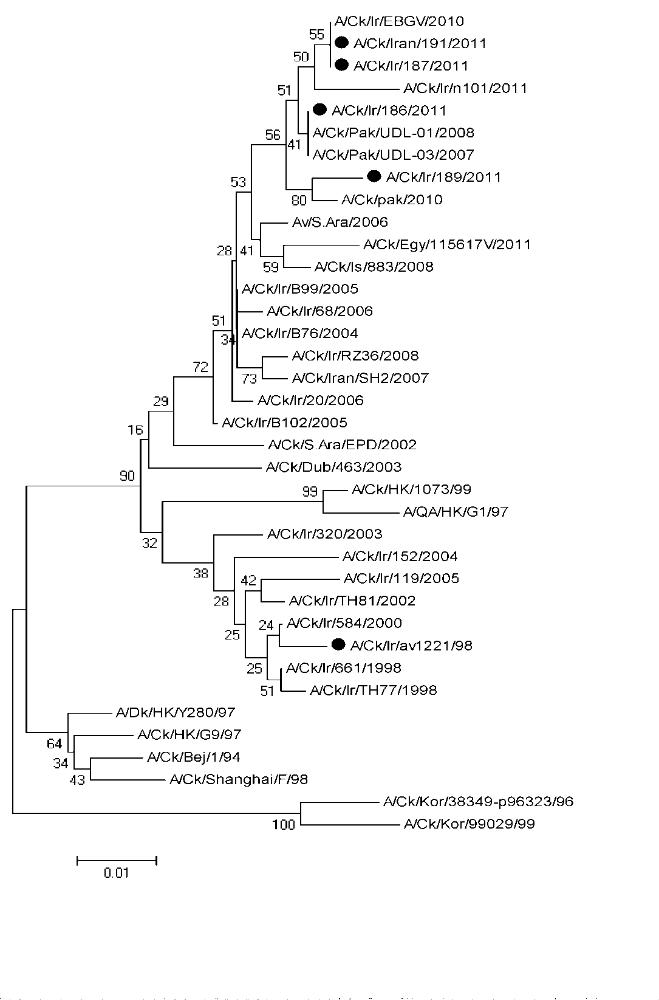 A/Ck/Ir/EBGV/2010
55
A/Ck/Iran/191/2011
50
A/Ck/Ir/187/2011
A/Ck/Ir/n101/2011
51
A/Ck/Ir/186/2011
56
A/Ck/Pak/UDL-01/2008
41
A/Ck/Pak/UDL-03/2007
A/Ck/Ir/189/2011
53
80
A/Ck/pak/2010
Av/S.Ara/2006
A/Ck/Egy/115617V/2011
28
41
59
A/Ck/Is/883/2008
A/Ck/Ir/B99/2005
A/Ck/Ir/68/2006
51
A/Ck/Ir/B76/2004
34
A/Ck/Ir/RZ36/2008
72
73
A/Ck/Iran/SH2/2007
29
A/Ck/Ir/20/2006
A/Ck/Ir/B102/2005
16
A/Ck/S.Ara/EPD/2002
A/Ck/Dub/463/2003
90
99
A/Ck/HK/1073/99
A/QA/HK/G1/97
A/Ck/Ir/320/2003
32
A/Ck/Ir/152/2004
38
42
A/Ck/Ir/119/2005
28
A/Ck/Ir/TH81/2002
24
A/Ck/Ir/584/2000
25
A/Ck/Ir/av1221/98
25
A/Ck/Ir/661/1998
51
A/Ck/Ir/TH77/1998
A/Dk/HK/Y280/97
A/Ck/HK/G9/97
64
A/Ck/Bej/1/94
34
43
A/Ck/Shanghai/F/98
A/Ck/Kor/38349-p96323/96
100
A/Ck/Kor/99029/99
0.01